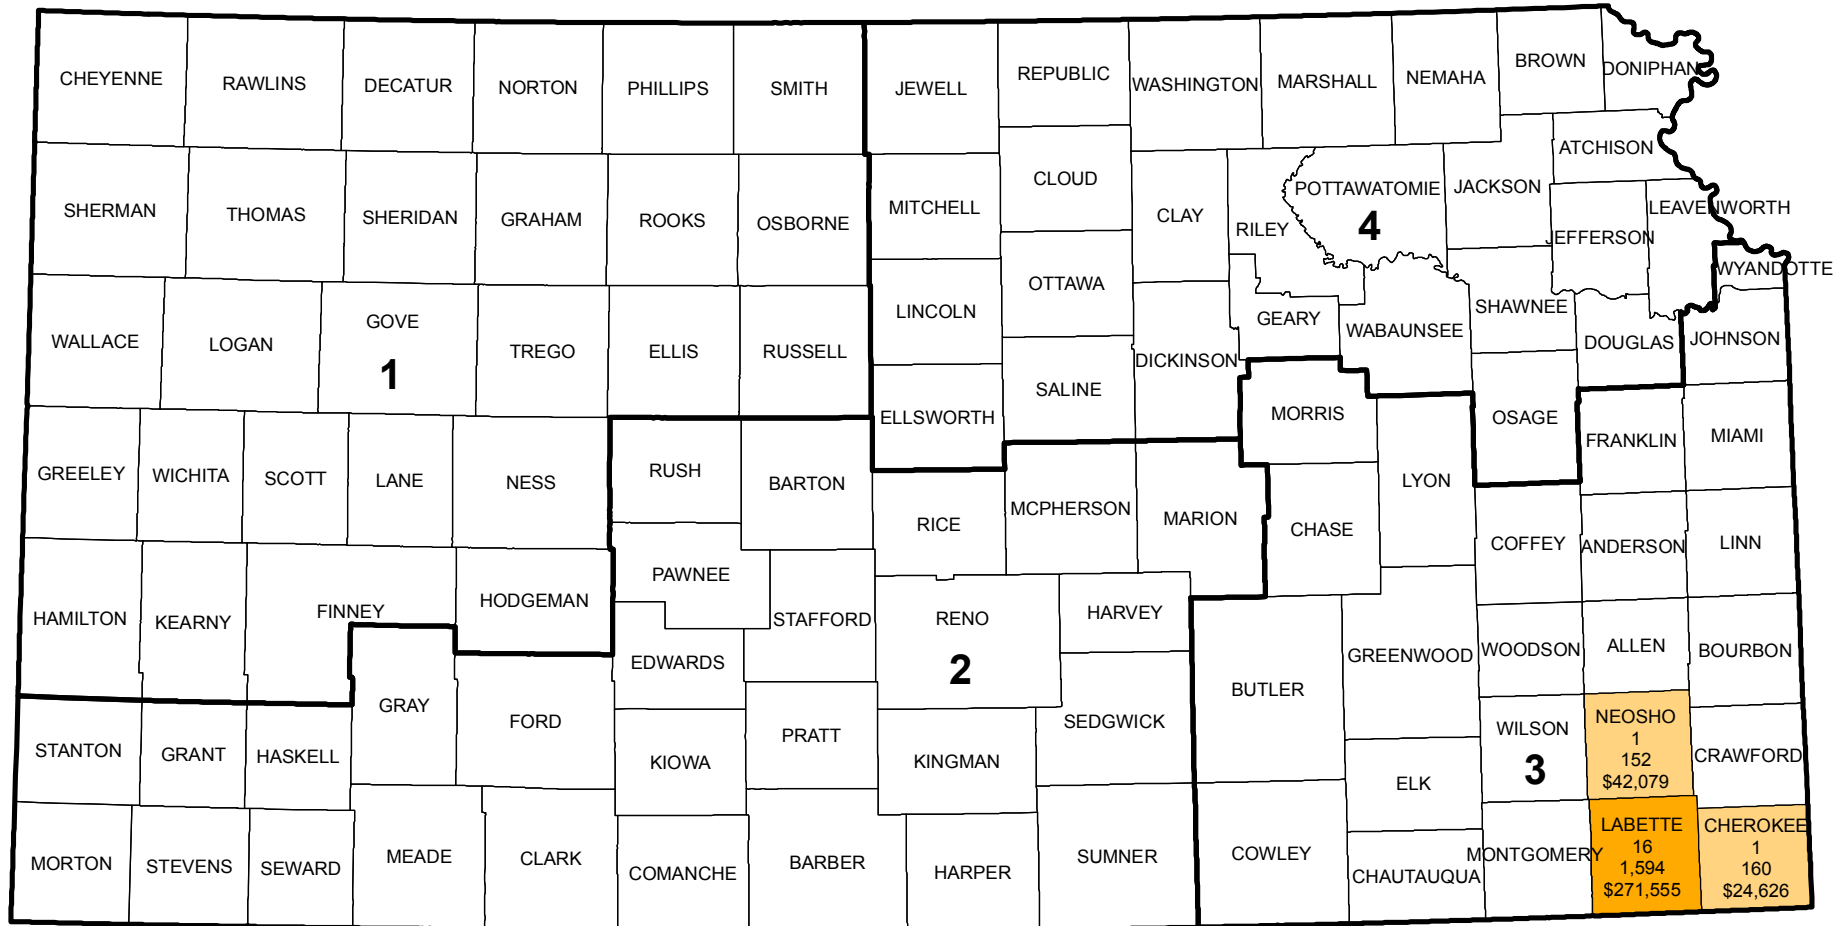 CHEYENNE
RAWLINS
DECATUR
NORTON
PHILLIPS
SMITH
JEWELL
REPUBLIC
WASHINGTON
MARSHALL
NEMAHA
BROWN
DONIPHAN
ATCHISON
CLOUD
MITCHELL
CLAY
RILEY
POTTAWATOMIE
4
JACKSON
LEAVENWORTH
JEFFERSON
WYANDOTTE
SHERMAN
THOMAS
SHERIDAN
GRAHAM
ROOKS
OSBORNE
OTTAWA
LINCOLN
GEARY
WABAUNSEE
SHAWNEE
DOUGLAS
JOHNSON
WALLACE
LOGAN
GOVE
1
TREGO
ELLIS
RUSSELL
DICKINSON
SALINE
ELLSWORTH
MORRIS
OSAGE
FRANKLIN
MIAMI
GREELEY
WICHITA
SCOTT
LANE
NESS
RUSH
BARTON
RICE
MCPHERSON
MARION
CHASE
LYON
COFFEY
ANDERSON
LINN
HAMILTON
KEARNY
FINNEY
HODGEMAN
PAWNEE
STAFFORD
EDWARDS
RENO
2
HARVEY
SEDGWICK
BUTLER
GREENWOOD
WOODSON
ALLEN
BOURBON
GRAY
FORD
KIOWA
PRATT
KINGMAN
ELK
WILSON
3
NEOSHO
1
152
$42,079
CRAWFORD
STANTON
GRANT
HASKELL
MORTON
STEVENS
SEWARD
MEADE
CLARK
COMANCHE
BARBER
HARPER
SUMNER
COWLEY
CHAUTAUQUA
MONTGOMERY
LABETTE
16
1,594
$271,555
CHEROKEE
1
160
$24,626